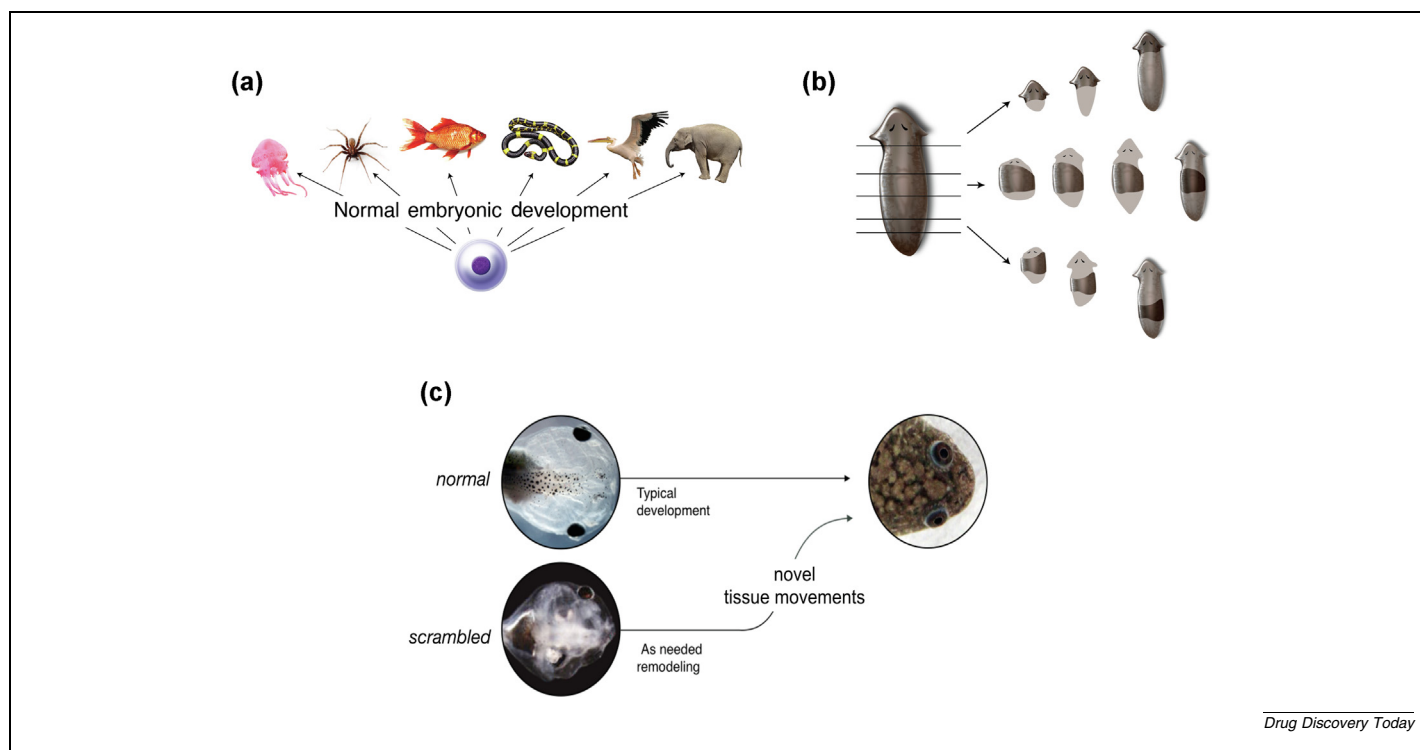 (a)
Normal embryonic development
(b)
(c)
normal
Typical
development
scrambled
As needed
remodeling
novel
tissue movements
Drug Discovery Today